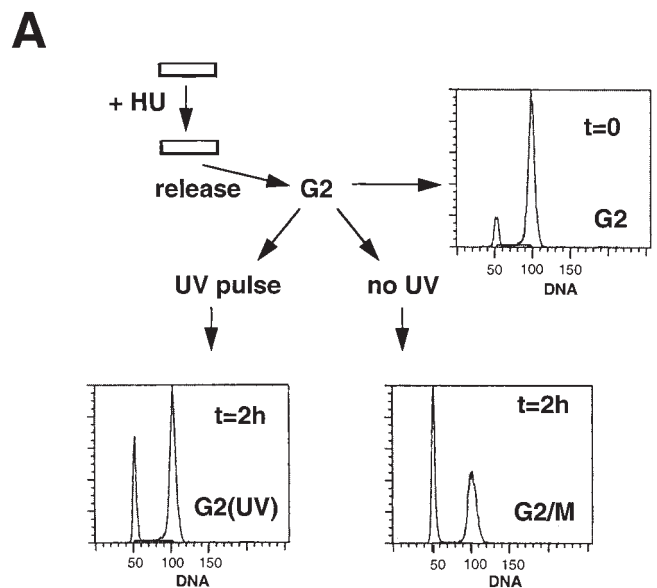 A
+ HU
release
G2
t=0
G2
50 100 150
DNA
UV pulse
no UV
t=2h
G2(UV)
50 100 150
DNA
t=2h
G2/M
50 100 150
DNA